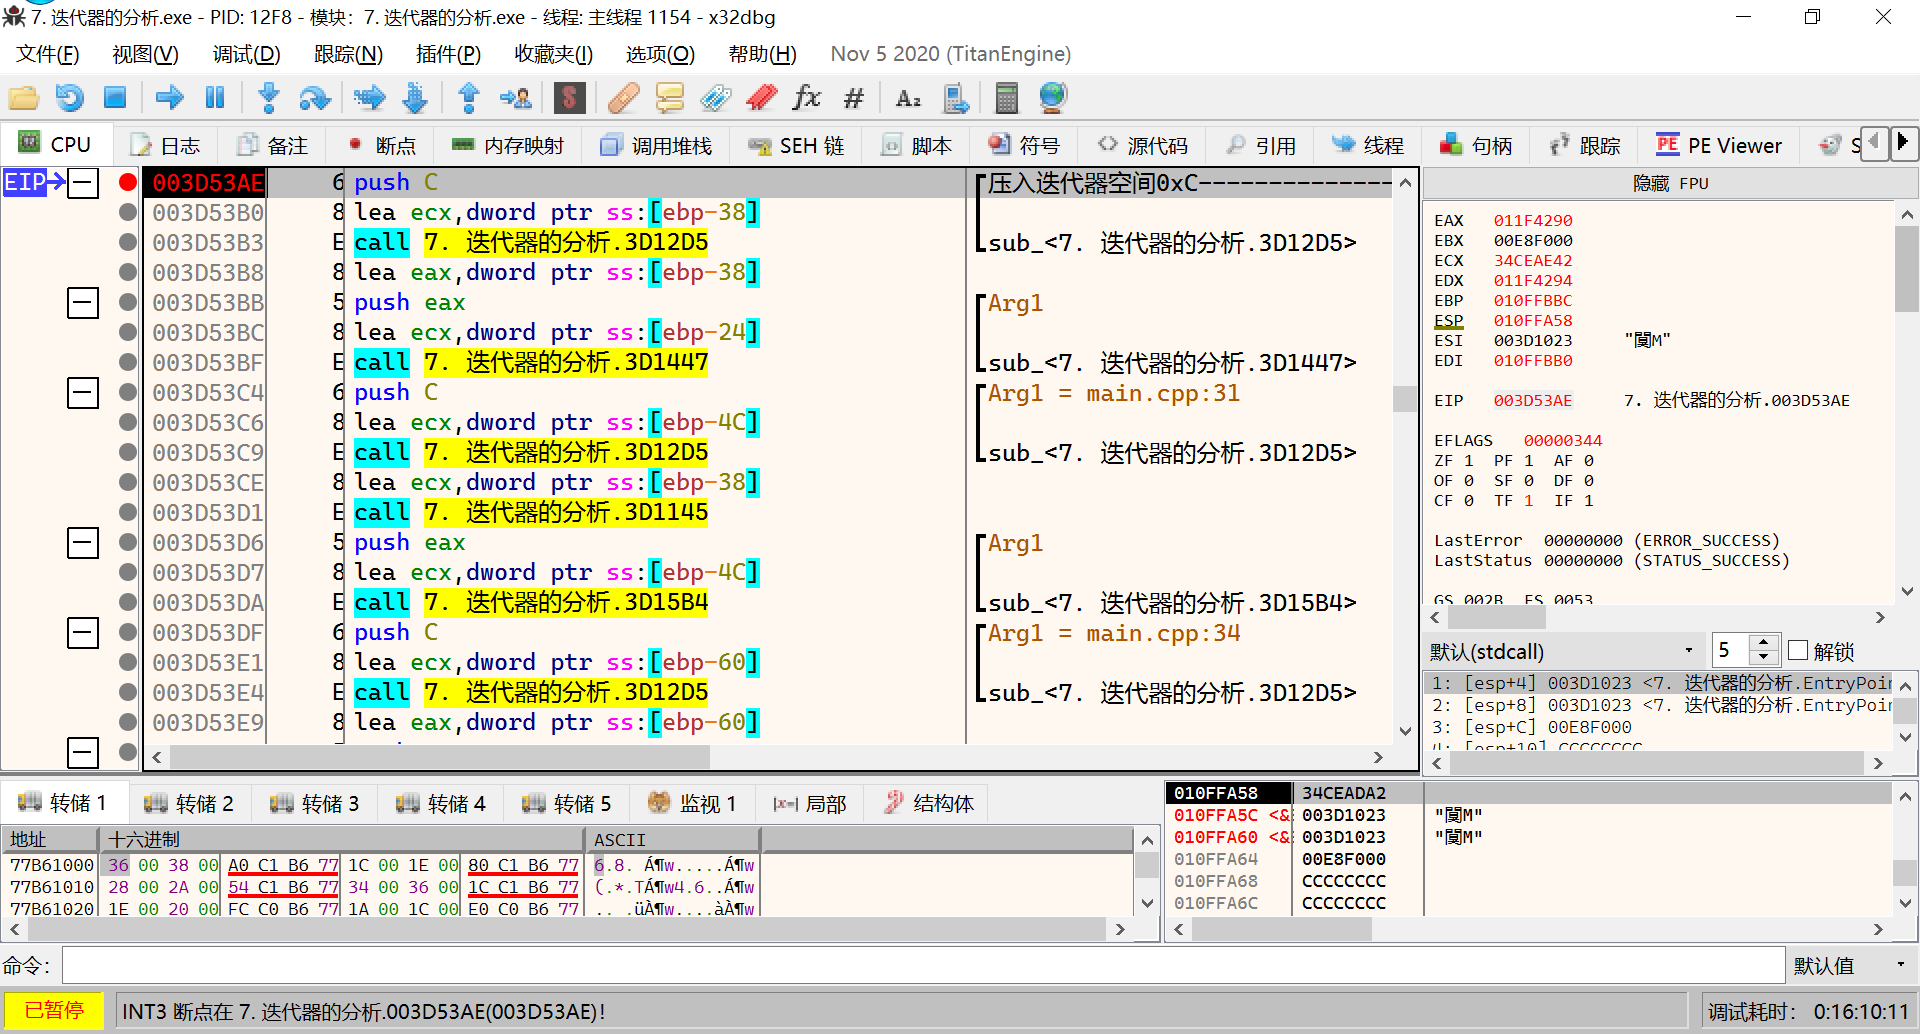 7. 迭代器的分析.exe - PID: 12F8 - 模块: 7. 迭代器的分析.exe - 线程: 主线程 1154 - x32dbg
文件(F) 视图(V) 调试(D) 跟踪(N) 插件(P) 收藏夹(I) 选项(O) 帮助(H) Nov 5 2020 (TitanEngine)
CPU 日志 备注 断点 内存映射 调用堆栈 SEH 链 脚本 符号 源代码 引用 线程 句柄 跟踪 PE Viewer S
EIP 003D53AE 6 push C 压入迭代器空间0xC--------------
003D53B0 8 lea ecx,dword ptr ss:[ebp-38]
003D53B3 E call 7. 迭代器的分析.3D12D5 sub_<7. 迭代器的分析.3D12D5>
003D53B8 8 lea eax,dword ptr ss:[ebp-38]
003D53BB 5 push eax Arg1
003D53BC 8 lea ecx,dword ptr ss:[ebp-24]
003D53BF E call 7. 迭代器的分析.3D1447 sub_<7. 迭代器的分析.3D1447>
003D53C4 6 push C Arg1 = main.cpp:31
003D53C6 8 lea ecx,dword ptr ss:[ebp-4C]
003D53C9 E call 7. 迭代器的分析.3D12D5 sub_<7. 迭代器的分析.3D12D5>
003D53CE 8 lea ecx,dword ptr ss:[ebp-38]
003D53D1 E call 7. 迭代器的分析.3D1145
003D53D6 5 push eax Arg1
003D53D7 8 lea ecx,dword ptr ss:[ebp-4C]
003D53DA E call 7. 迭代器的分析.3D15B4 sub_<7. 迭代器的分析.3D15B4>
003D53DF 6 push C Arg1 = main.cpp:34
003D53E1 8 lea ecx,dword ptr ss:[ebp-60]
003D53E4 E call 7. 迭代器的分析.3D12D5 sub_<7. 迭代器的分析.3D12D5>
003D53E9 8 lea eax,dword ptr ss:[ebp-60]
隐藏 FPU
EAX 011F4290
EBX 00E8F000
ECX 34CEAE42
EDX 011F4294
EBP 010FFBBC
ESP 010FFA58
ESI 003D1023 "闃M"
EDI 010FFBB0
EIP 003D53AE 7. 迭代器的分析.003D53AE
EFLAGS 00000344
ZF 1 PF 1 AF 0
OF 0 SF 0 DF 0
CF 0 TF 1 IF 1
LastError 00000000 (ERROR_SUCCESS)
LastStatus 00000000 (STATUS_SUCCESS)
GS 002B FS 0053
默认(stdcall) 5 解锁
1: [esp+4] 003D1023 <7. 迭代器的分析.EntryPoin
2: [esp+8] 003D1023 <7. 迭代器的分析.EntryPoin
3: [esp+C] 00E8F000
4: [esp+10] CCCCCCCC
转储 1 转储 2 转储 3 转储 4 转储 5 监视 1 局部 结构体
地址 十六进制 ASCII
77B61000 36 00 38 00 A0 C1 B6 77 1C 00 1E 00 80 C1 B6 77 6.8. Á¶w.....Á¶w
77B61010 28 00 2A 00 54 C1 B6 77 34 00 36 00 1C C1 B6 77 (.*.TÁ¶w4.6..Á¶w
77B61020 1E 00 20 00 FC C0 B6 77 1A 00 1C 00 E0 C0 B6 77 .. .üÀ¶w....àÀ¶w
010FFA58 34CEADA2
010FFA5C <& 003D1023 "闃M"
010FFA60 <& 003D1023 "闃M"
010FFA64 00E8F000
010FFA68 CCCCCCCC
010FFA6C CCCCCCCC
命令: 默认值
已暂停 INT3 断点在 7. 迭代器的分析.003D53AE(003D53AE)! 调试耗时: 0:16:10:11